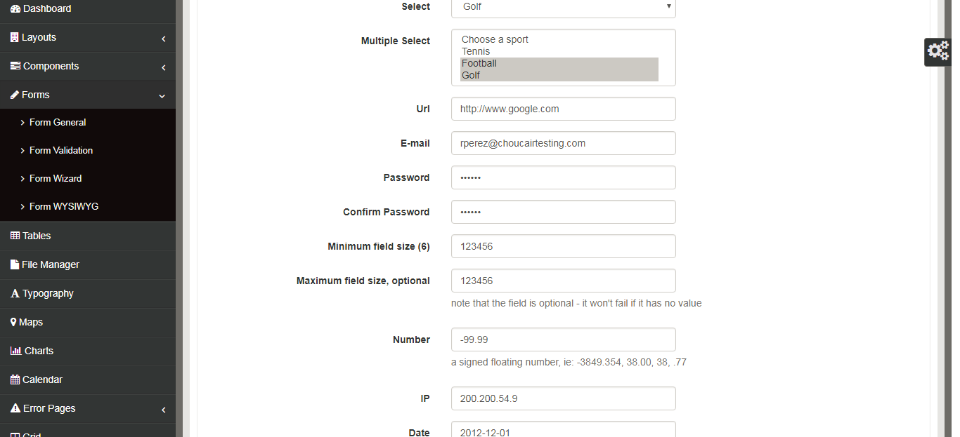 Dashboard
Layouts
Components
Forms
Form General
Form Validation
Form Wizard
Form WYSIWYG
Tables
File Manager
Typography
Maps
Charts
Calendar
Error Pages
Grid
Select Golf
Multiple Select Choose a sport
Tennis
Football
Golf
Url http://www.google.com
E-mail rperez@choucairtesting.com
Password ••••••
Confirm Password ••••••
Minimum field size (6) 123456
Maximum field size, optional 123456
note that the field is optional - it won't fail if it has no value
Number -99.99
a signed floating number, ie: -3849.354, 38.00, 38, .77
IP 200.200.54.9
Date 2012-12-01